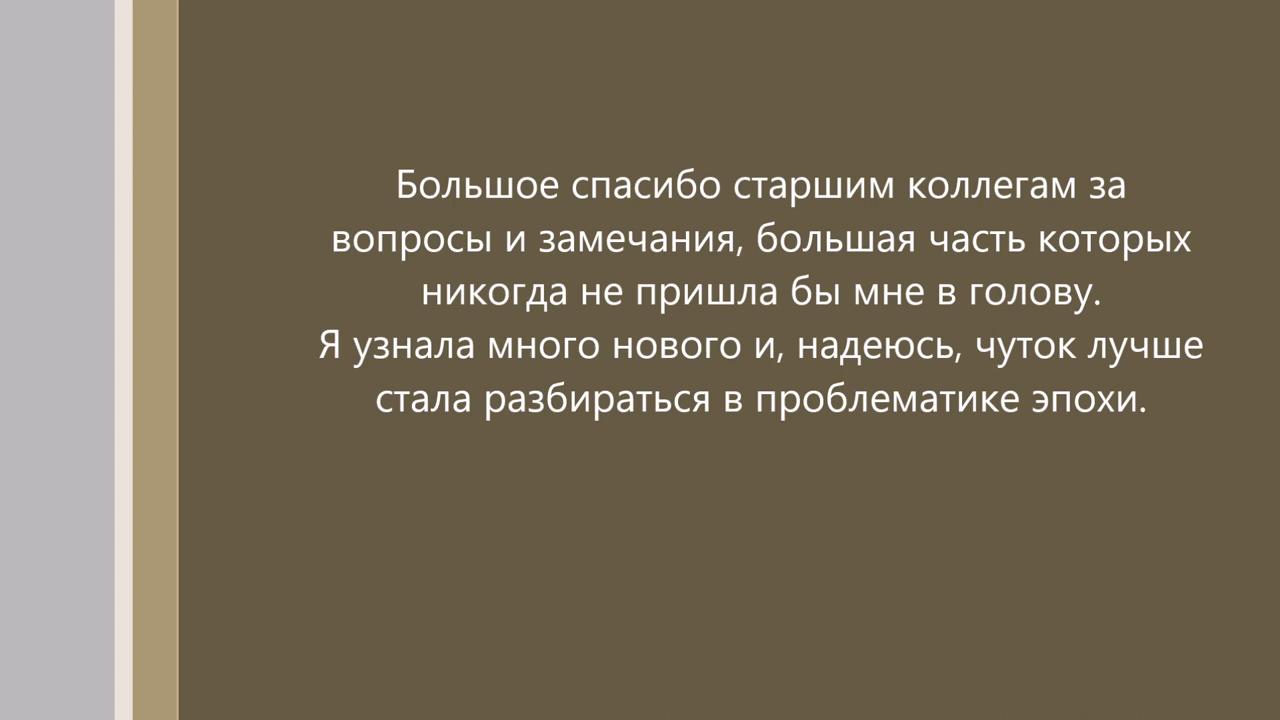 Большое спасибо старшим коллегам за
вопросы и замечания, большая часть которых
никогда не пришла бы мне в голову.
Я узнала много нового и, надеюсь, чуток лучше
стала разбираться в проблематике эпохи.